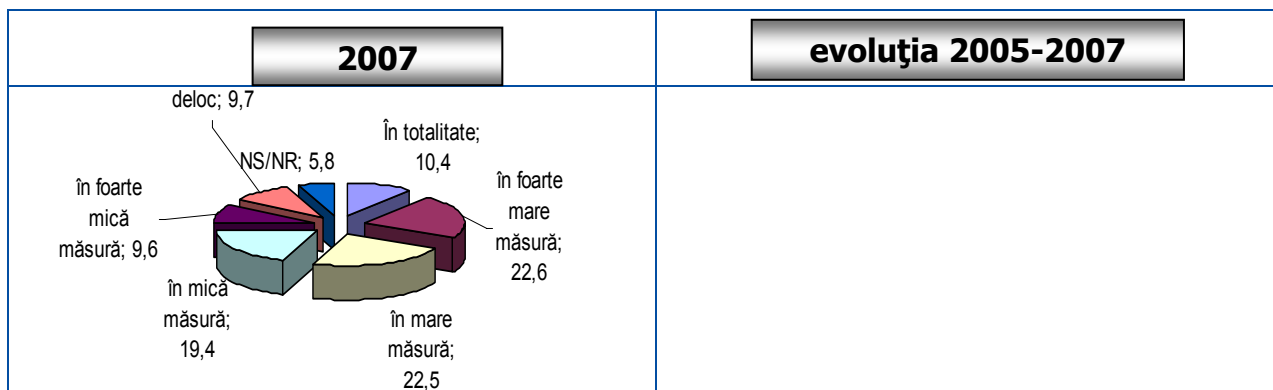 2007
evoluţia 2005-2007
deloc; 9,7
NS/NR; 5,8
În totalitate;
10,4
în foarte
mare
măsură;
22,6
în mare
măsură;
22,5
în mică
măsură;
19,4
în foarte
mică
măsură; 9,6